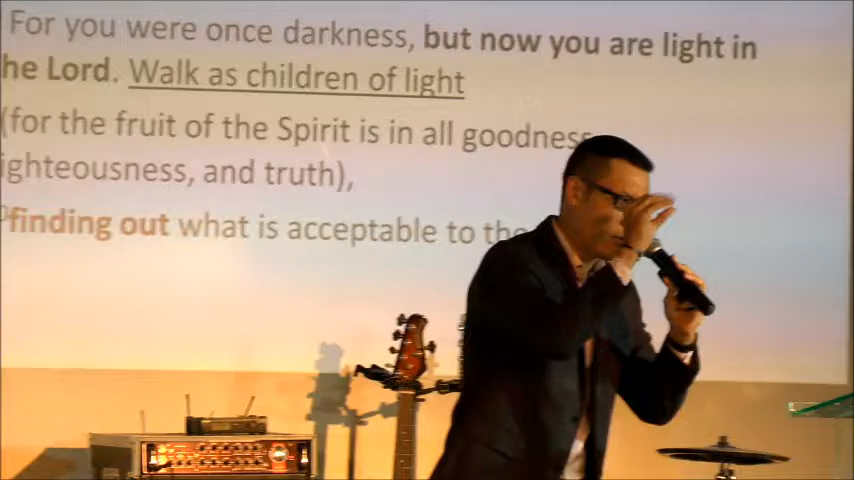 For you were once darkness, but now you are light in
he Lord. Walk as children of light
(for the fruit of the Spirit is in all goodness,
ighteousness, and truth),
finding out what is acceptable to the